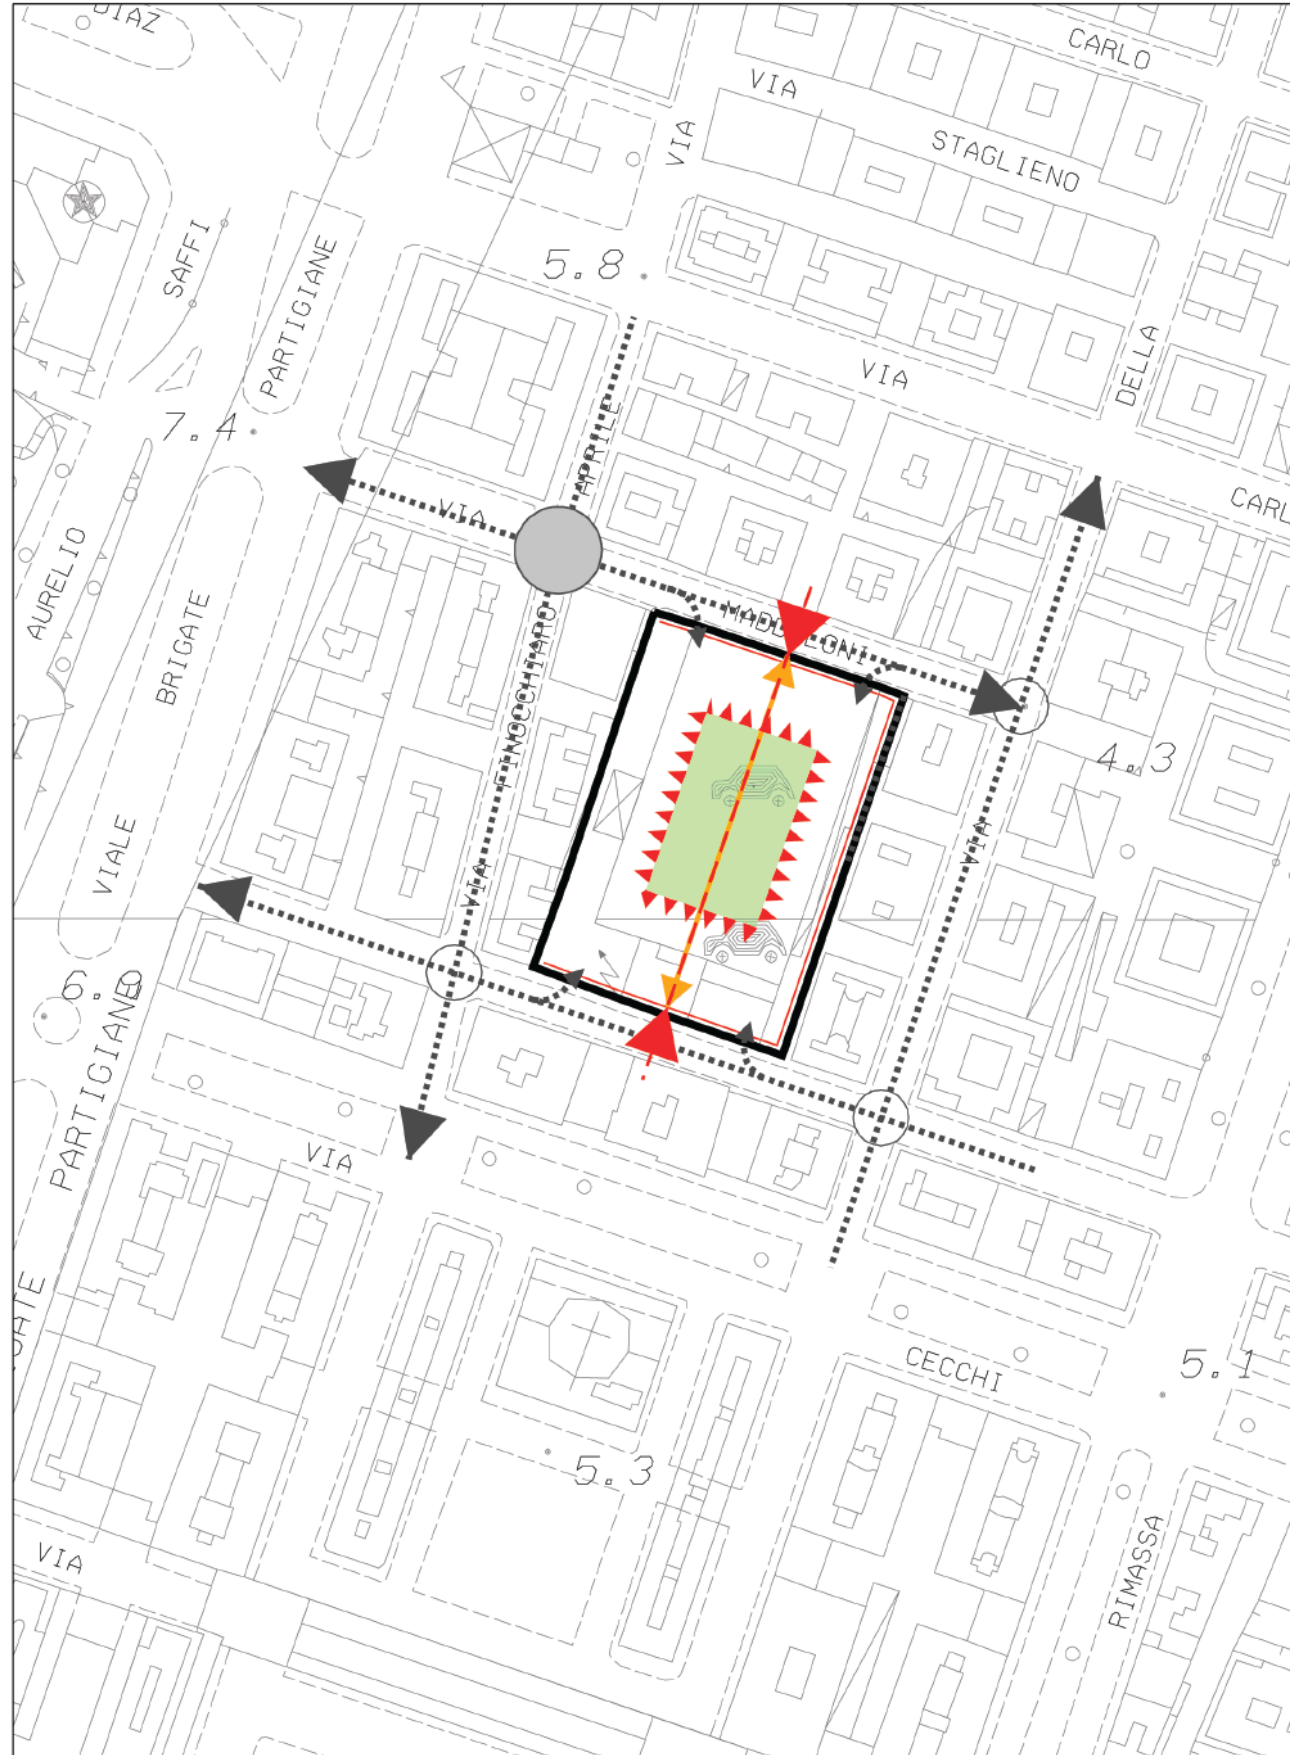 DIAZ
CARLO
VIA
VIA
STAGLIENO
SAFFI
PARTIGIANE
5.8
VIA
DELLA
7.4
APRILE
VIA
CARL
AURELIO
BRIGATE
MADDALONI
FINOCCHIARO
4.3
VIA
VIALE
VIA
PARTIGIANE
VIA
CECCHI
5.1
5.3
VIA
RIMASSA